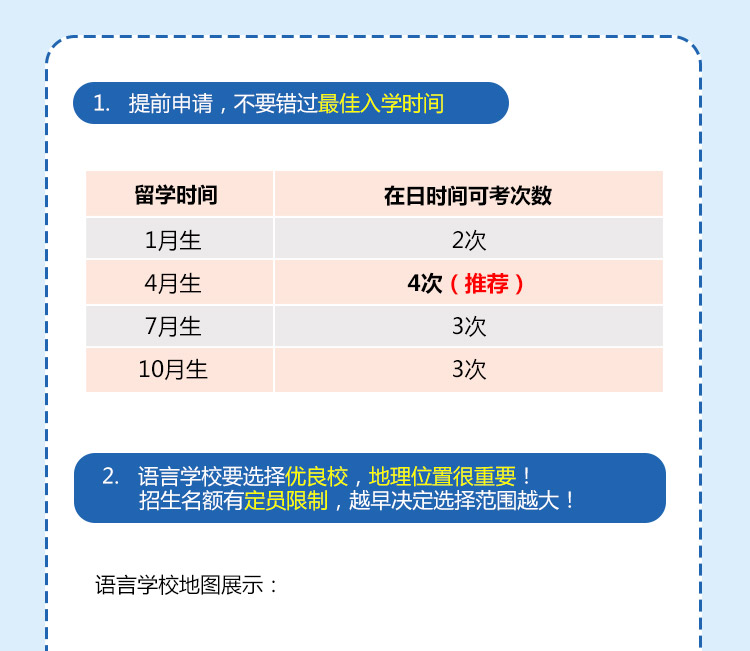 1. 提前申请，不要错过最佳入学时间
留学时间 在日时间可考次数
1月生 2次
4月生 4次（推荐）
7月生 3次
10月生 3次
2. 语言学校要选择优良校，地理位置很重要！
招生名额有定员限制，越早决定选择范围越大！
语言学校地图展示：